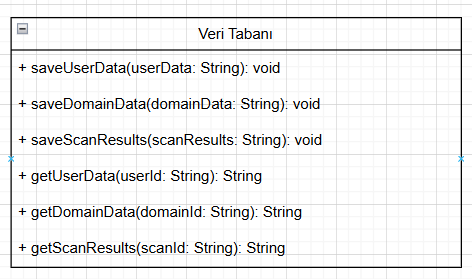 Veri Tabanı
+ saveUserData(userData: String): void
+ saveDomainData(domainData: String): void
+ saveScanResults(scanResults: String): void
+ getUserData(userId: String): String
+ getDomainData(domainId: String): String
+ getScanResults(scanId: String): String